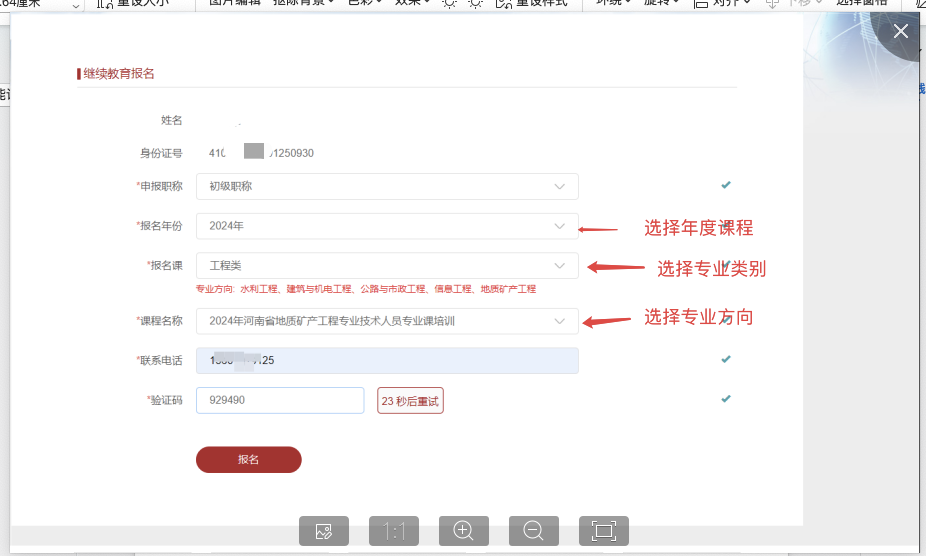 重设大小 图片编辑 抠除背景 色彩 效果 重设样式 环绕 旋转 对齐 下移 选择窗格
继续教育报名
姓名
身份证号 410 1250930
*申报职称 初级职称
*报名年份 2024年 选择年度课程
*报名课 工程类 选择专业类别
专业方向: 水利工程、建筑与机电工程、公路与市政工程、信息工程、地质矿产工程
*课程名称 2024年河南省地质矿产工程专业技术人员专业课培训 选择专业方向
*联系电话 125
*验证码 929490 23 秒后重试
报名
1:1